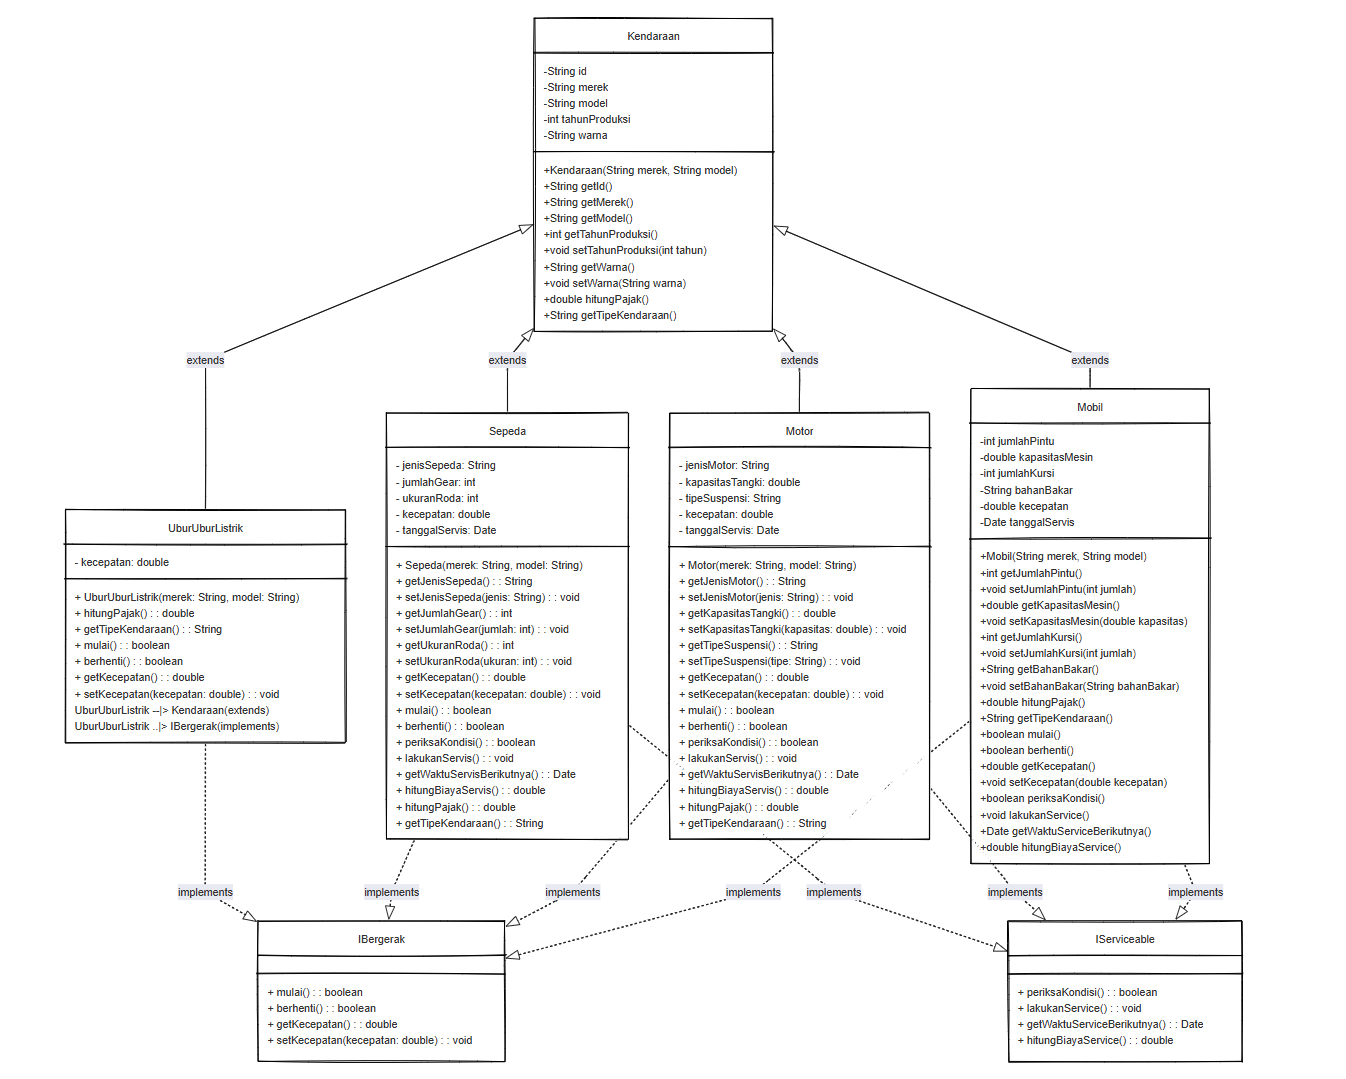 Kendaraan
-String id
-String merek
-String model
-int tahunProduksi
-String warna
+Kendaraan(String merek, String model)
+String getId()
+String getMerek()
+String getModel()
+int getTahunProduksi()
+void setTahunProduksi(int tahun)
+String getWarna()
+void setWarna(String warna)
+double hitungPajak()
+String getTipeKendaraan()
extends
extends
extends
extends
UburUburListrik
- kecepatan: double
+ UburUburListrik(merek: String, model: String)
+ hitungPajak() : : double
+ getTipeKendaraan() : : String
+ mulai() : : boolean
+ berhenti() : : boolean
+ getKecepatan() : : double
+ setKecepatan(kecepatan: double) : : void
UburUburListrik --|> Kendaraan(extends)
UburUburListrik ..|> IBergerak(implements)
Sepeda
- jenisSepeda: String
- jumlahGear: int
- ukuranRoda: int
- kecepatan: double
- tanggalServis: Date
+ Sepeda(merek: String, model: String)
+ getJenisSepeda() : : String
+ setJenisSepeda(jenis: String) : : void
+ getJumlahGear() : : int
+ setJumlahGear(jumlah: int) : : void
+ getUkuranRoda() : : int
+ setUkuranRoda(ukuran: int) : : void
+ getKecepatan() : : double
+ setKecepatan(kecepatan: double) : : void
+ mulai() : : boolean
+ berhenti() : : boolean
+ periksaKondisi() : : boolean
+ lakukanServis() : : void
+ getWaktuServisBerikutnya() : : Date
+ hitungBiayaServis() : : double
+ hitungPajak() : : double
+ getTipeKendaraan() : : String
Motor
- jenisMotor: String
- kapasitasTangki: double
- tipeSuspensi: String
- kecepatan: double
- tanggalServis: Date
+ Motor(merek: String, model: String)
+ getJenisMotor() : : String
+ setJenisMotor(jenis: String) : : void
+ getKapasitasTangki() : : double
+ setKapasitasTangki(kapasitas: double) : : void
+ getTipeSuspensi() : : String
+ setTipeSuspensi(tipe: String) : : void
+ getKecepatan() : : double
+ setKecepatan(kecepatan: double) : : void
+ mulai() : : boolean
+ berhenti() : : boolean
+ periksaKondisi() : : boolean
+ lakukanServis() : : void
+ getWaktuServisBerikutnya() : : Date
+ hitungBiayaServis() : : double
+ hitungPajak() : : double
+ getTipeKendaraan() : : String
Mobil
-int jumlahPintu
-double kapasitasMesin
-int jumlahKursi
-String bahanBakar
-double kecepatan
-Date tanggalServis
+Mobil(String merek, String model)
+int getJumlahPintu()
+void setJumlahPintu(int jumlah)
+double getKapasitasMesin()
+void setKapasitasMesin(double kapasitas)
+int getJumlahKursi()
+void setJumlahKursi(int jumlah)
+String getBahanBakar()
+void setBahanBakar(String bahanBakar)
+double hitungPajak()
+String getTipeKendaraan()
+boolean mulai()
+boolean berhenti()
+double getKecepatan()
+void setKecepatan(double kecepatan)
+boolean periksaKondisi()
+void lakukanService()
+Date getWaktuServiceBerikutnya()
+double hitungBiayaService()
implements
implements
implements
implements
implements
implements
implements
IBergerak
+ mulai() : : boolean
+ berhenti() : : boolean
+ getKecepatan() : : double
+ setKecepatan(kecepatan: double) : : void
IServiceable
+ periksaKondisi() : : boolean
+ lakukanService() : : void
+ getWaktuServiceBerikutnya() : : Date
+ hitungBiayaService() : : double